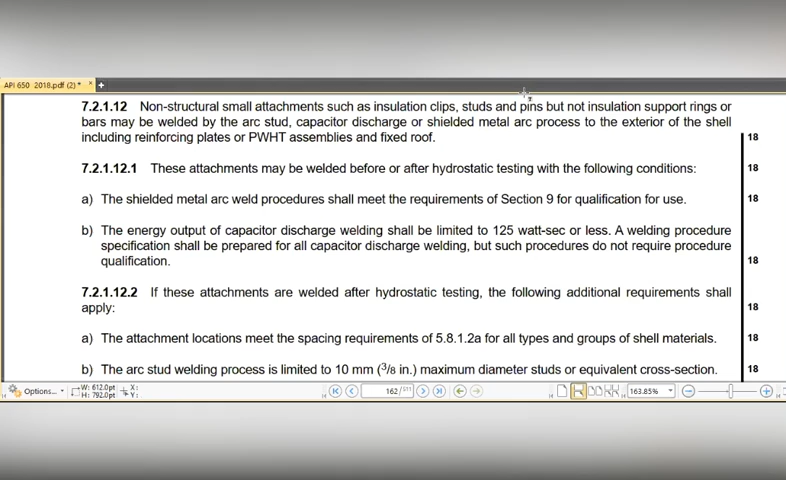 API 650 2018.pdf (2) *
7.2.1.12 Non-structural small attachments such as insulation clips, studs and pins but not insulation support rings or
bars may be welded by the arc stud, capacitor discharge or shielded metal arc process to the exterior of the shell
including reinforcing plates or PWHT assemblies and fixed roof.
18
7.2.1.12.1 These attachments may be welded before or after hydrostatic testing with the following conditions:
18
a) The shielded metal arc weld procedures shall meet the requirements of Section 9 for qualification for use.
18
b) The energy output of capacitor discharge welding shall be limited to 125 watt-sec or less. A welding procedure
specification shall be prepared for all capacitor discharge welding, but such procedures do not require procedure
qualification.
18
7.2.1.12.2 If these attachments are welded after hydrostatic testing, the following additional requirements shall
apply:
18
a) The attachment locations meet the spacing requirements of 5.8.1.2a for all types and groups of shell materials.
18
b) The arc stud welding process is limited to 10 mm (3/8 in.) maximum diameter studs or equivalent cross-section.
18
Options...
W: 612.0pt
H: 792.0pt
X:
Y:
162 / 511
163.85%